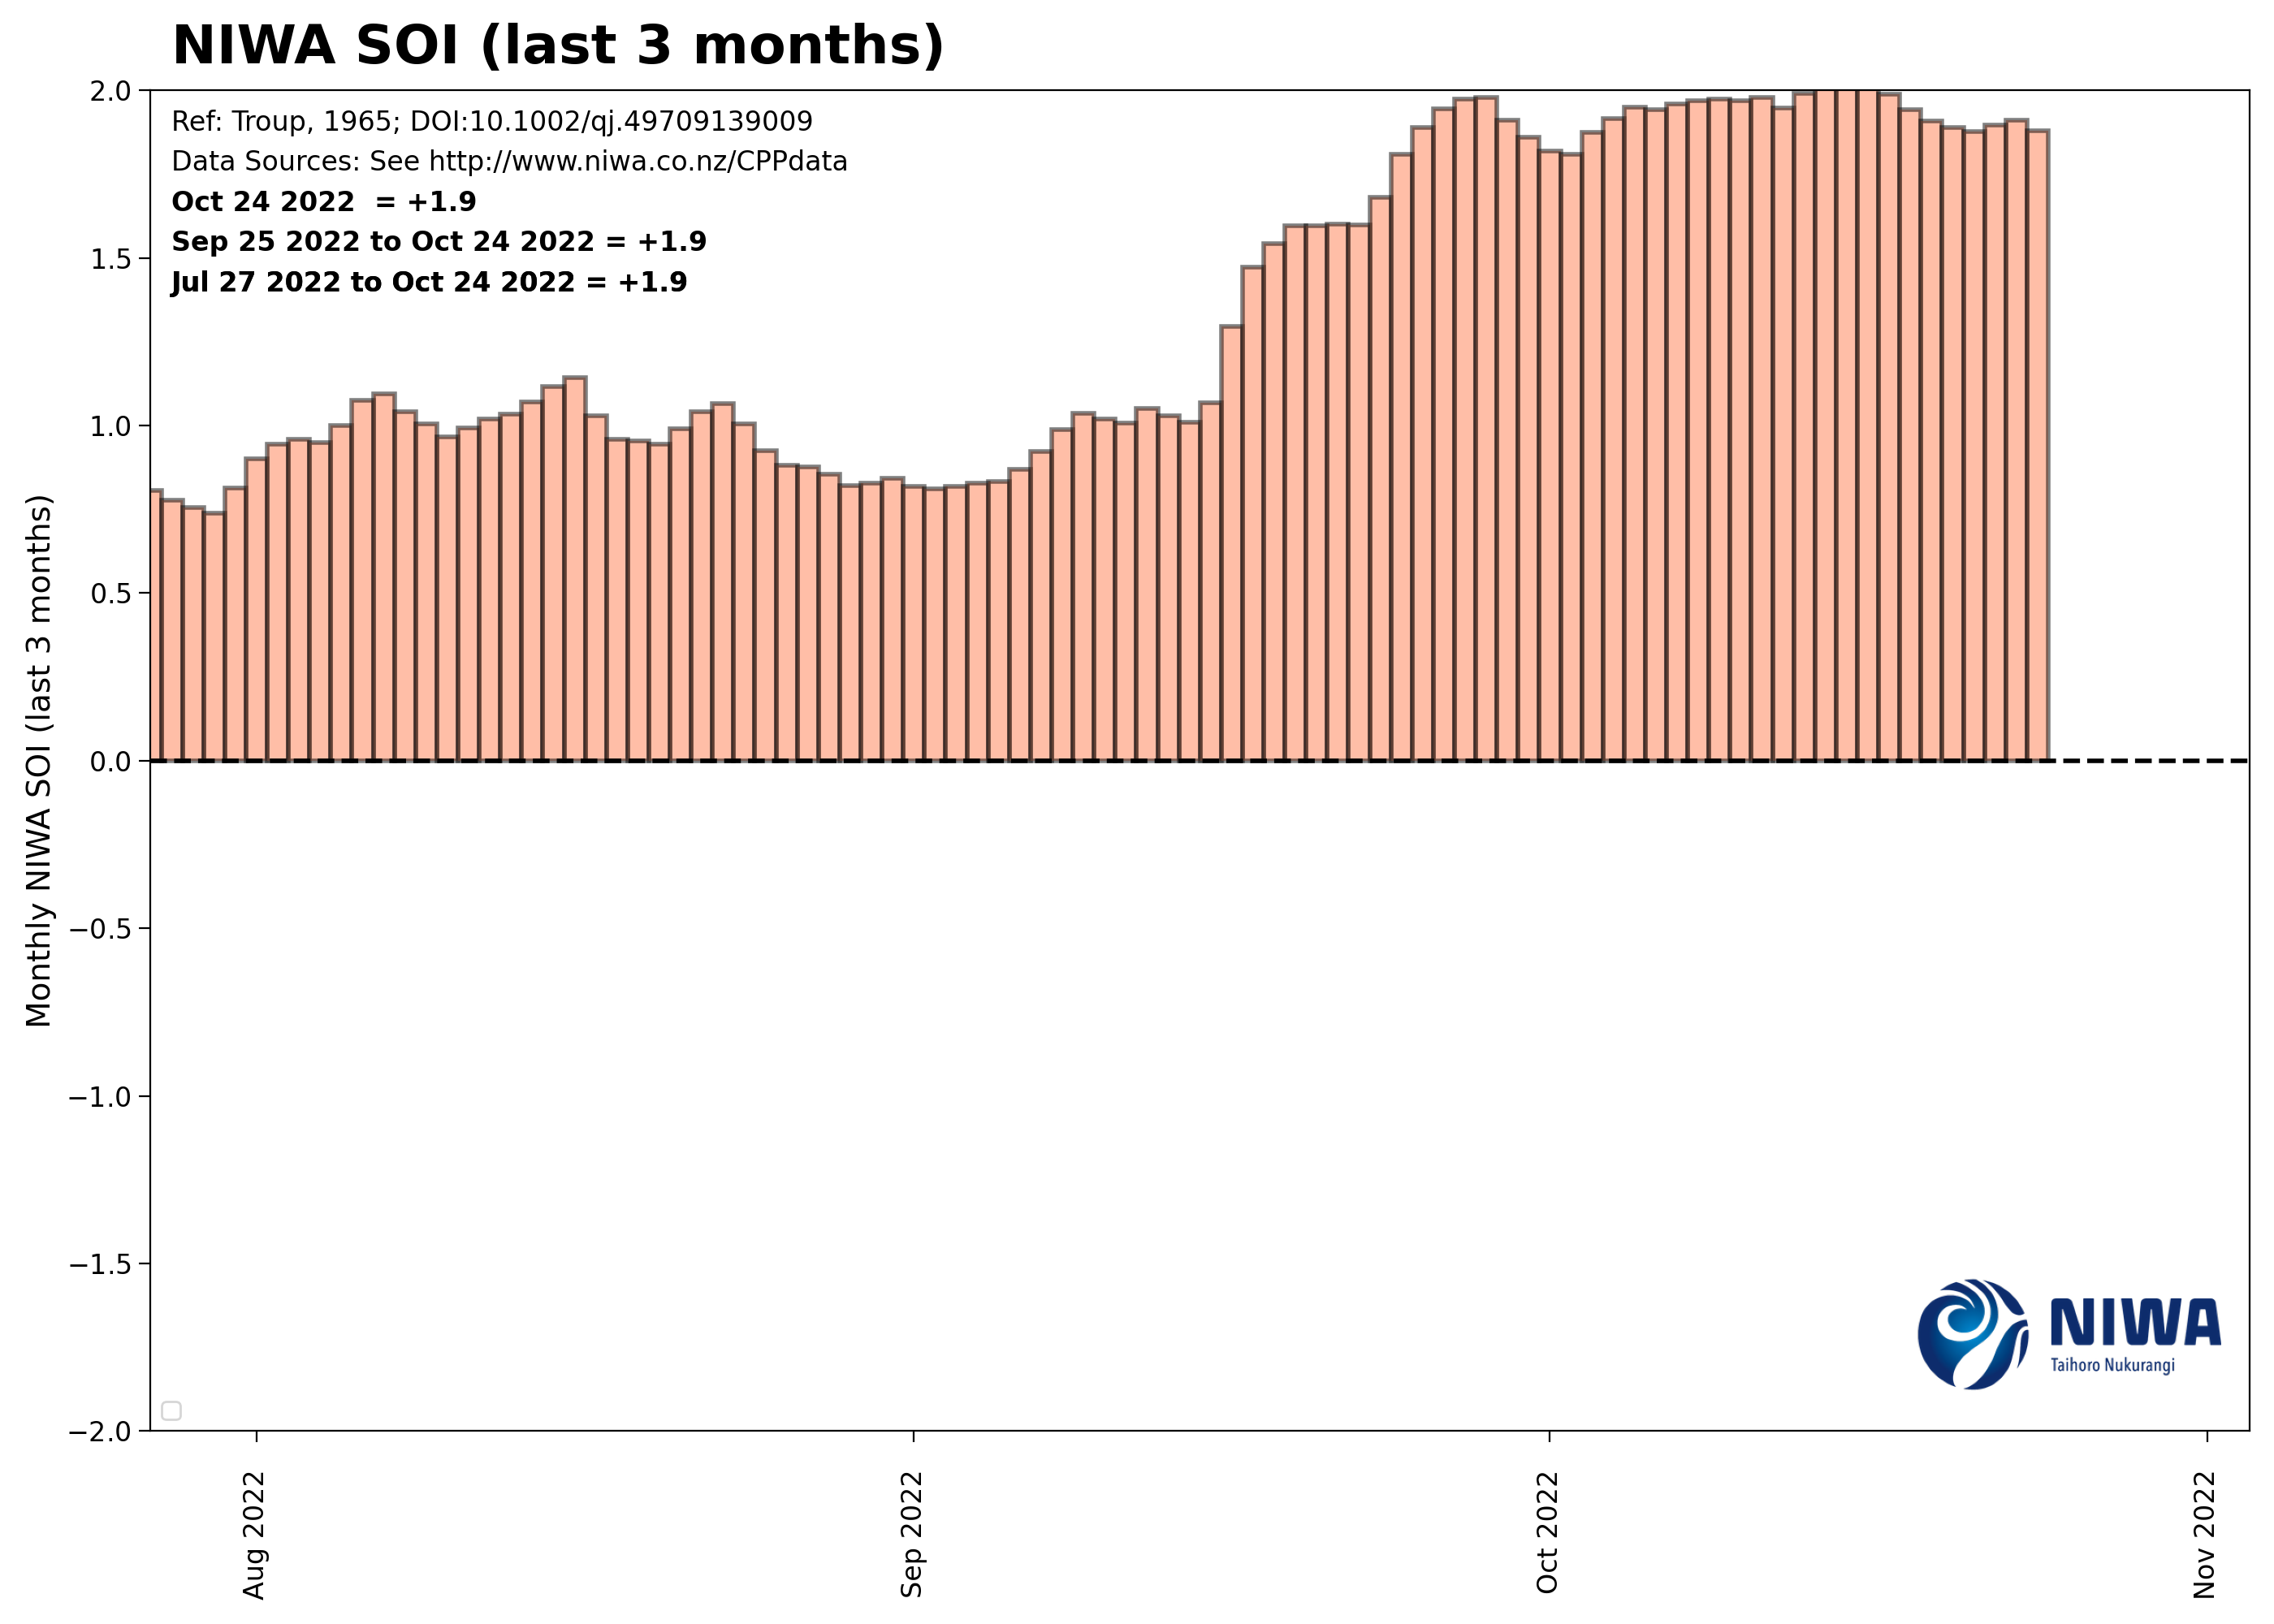 NIWA SOI (last 3 months)
Ref: Troup, 1965; DOI:10.1002/qj.49709139009
Data Sources: See http://www.niwa.co.nz/CPPdata
Oct 24 2022  = +1.9
Sep 25 2022 to Oct 24 2022 = +1.9
Jul 27 2022 to Oct 24 2022 = +1.9
Monthly NIWA SOI (last 3 months)
2.0
1.5
1.0
0.5
0.0
−0.5
−1.0
−1.5
−2.0
NIWA
Taihoro Nukurangi
Aug 2022
Sep 2022
Oct 2022
Nov 2022